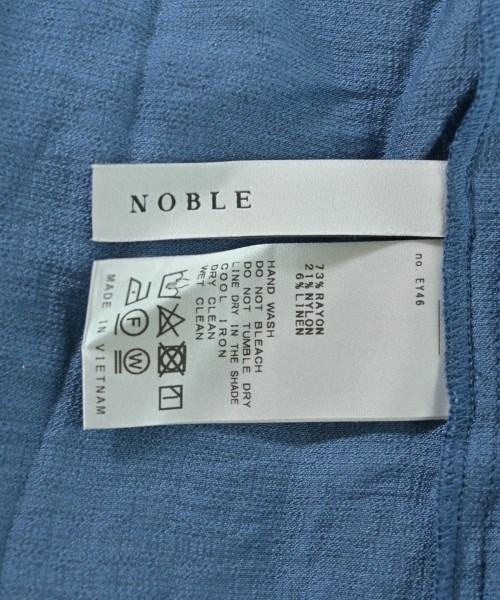 NOBLE
no. EY46
73% RAYON
21% NYLON
6% LINEN
HAND WASH
DO NOT BLEACH
DO NOT TUMBLE DRY
LINE DRY IN THE SHADE
COOL IRON
DRY CLEAN
WET CLEAN
P
W
MADE IN VIETNAM